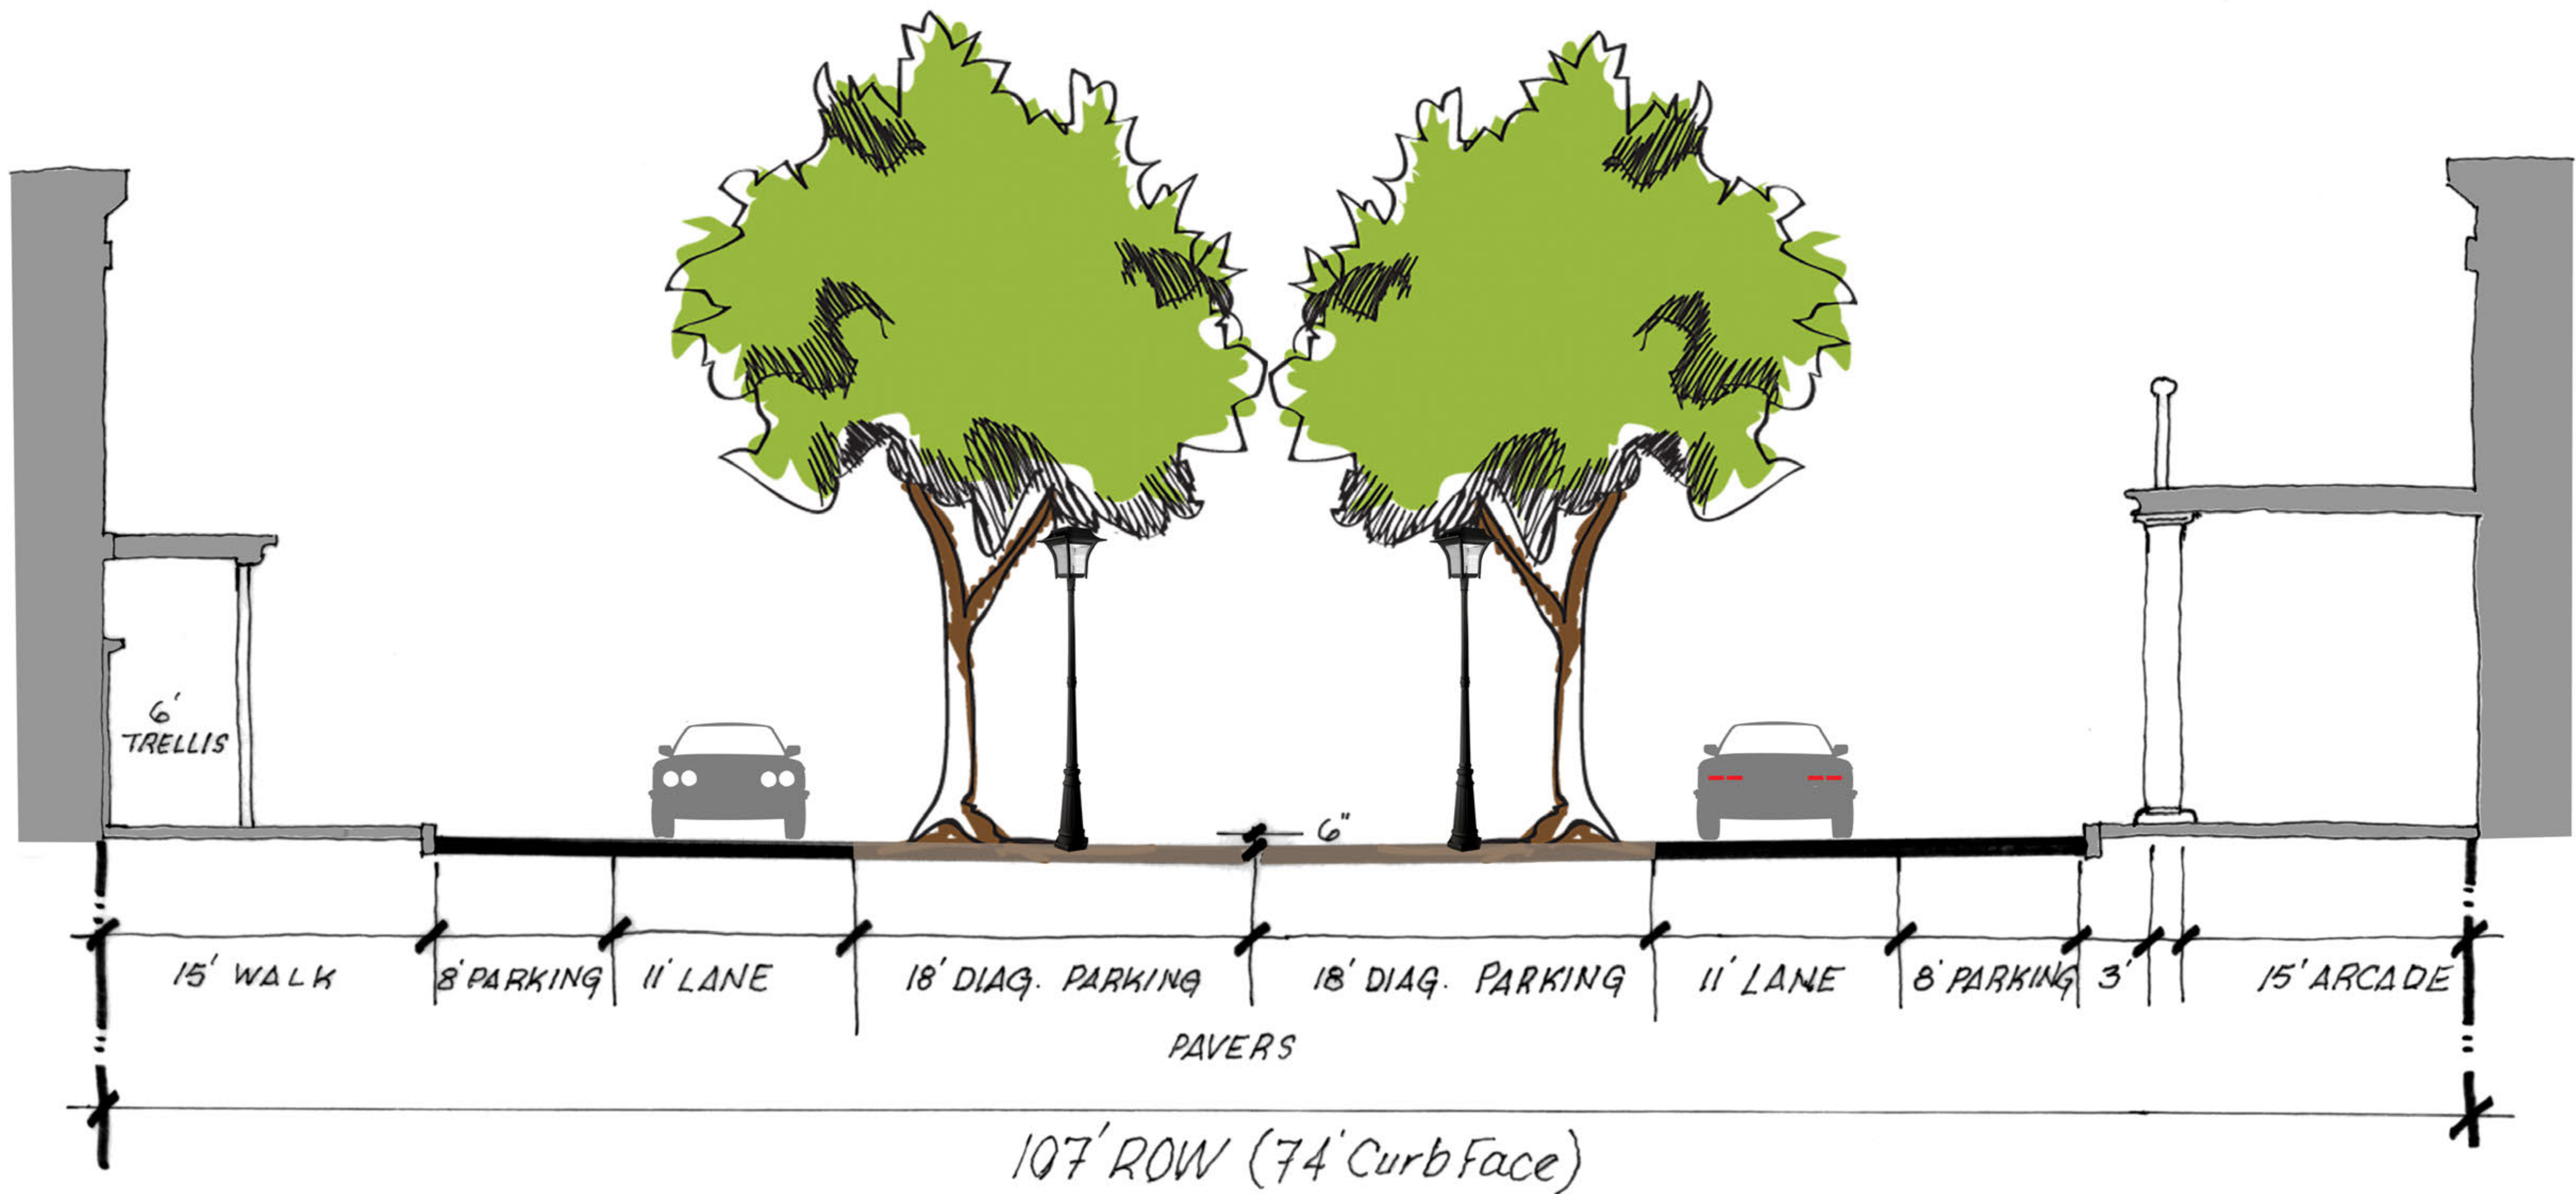 6'
TRELLIS
6"
15' WALK
8' PARKING
11' LANE
18' DIAG. PARKING
18' DIAG. PARKING
11' LANE
8' PARKING
3'
15' ARCADE
PAVERS
107' ROW (74' Curb Face)